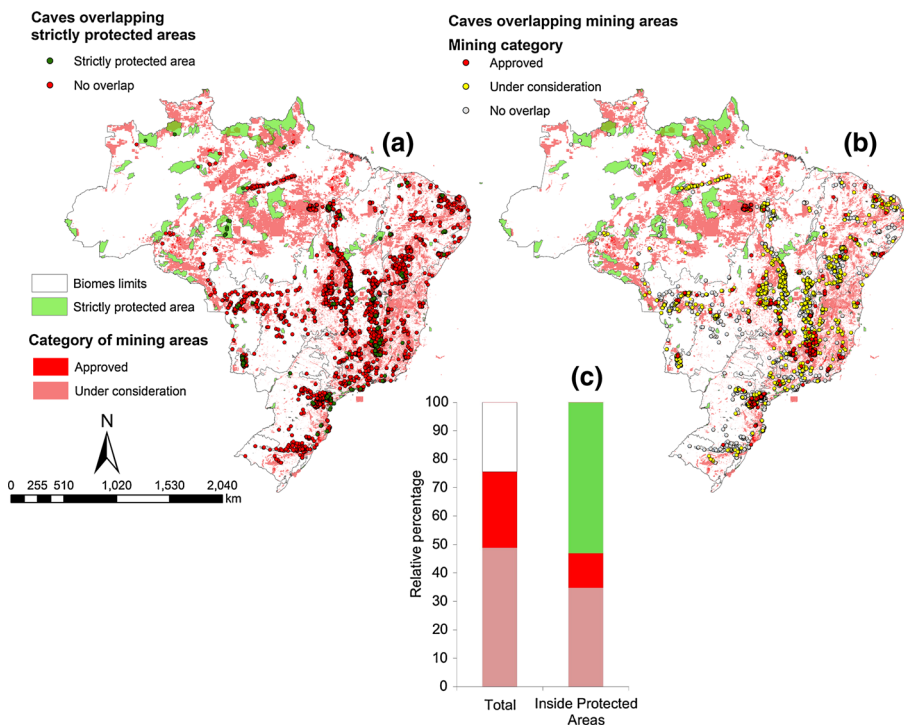 Caves overlapping
strictly protected areas
Strictly protected area
No overlap
(a)
Biomes limits
Strictly protected area
Category of mining areas
Approved
Under consideration
N
0 255 510 1,020 1,530 2,040
km
Caves overlapping mining areas
Mining category
Approved
Under consideration
No overlap
(b)
(c)
Relative percentage
100
90
80
70
60
50
40
30
20
10
0
Total
Inside Protected
Areas